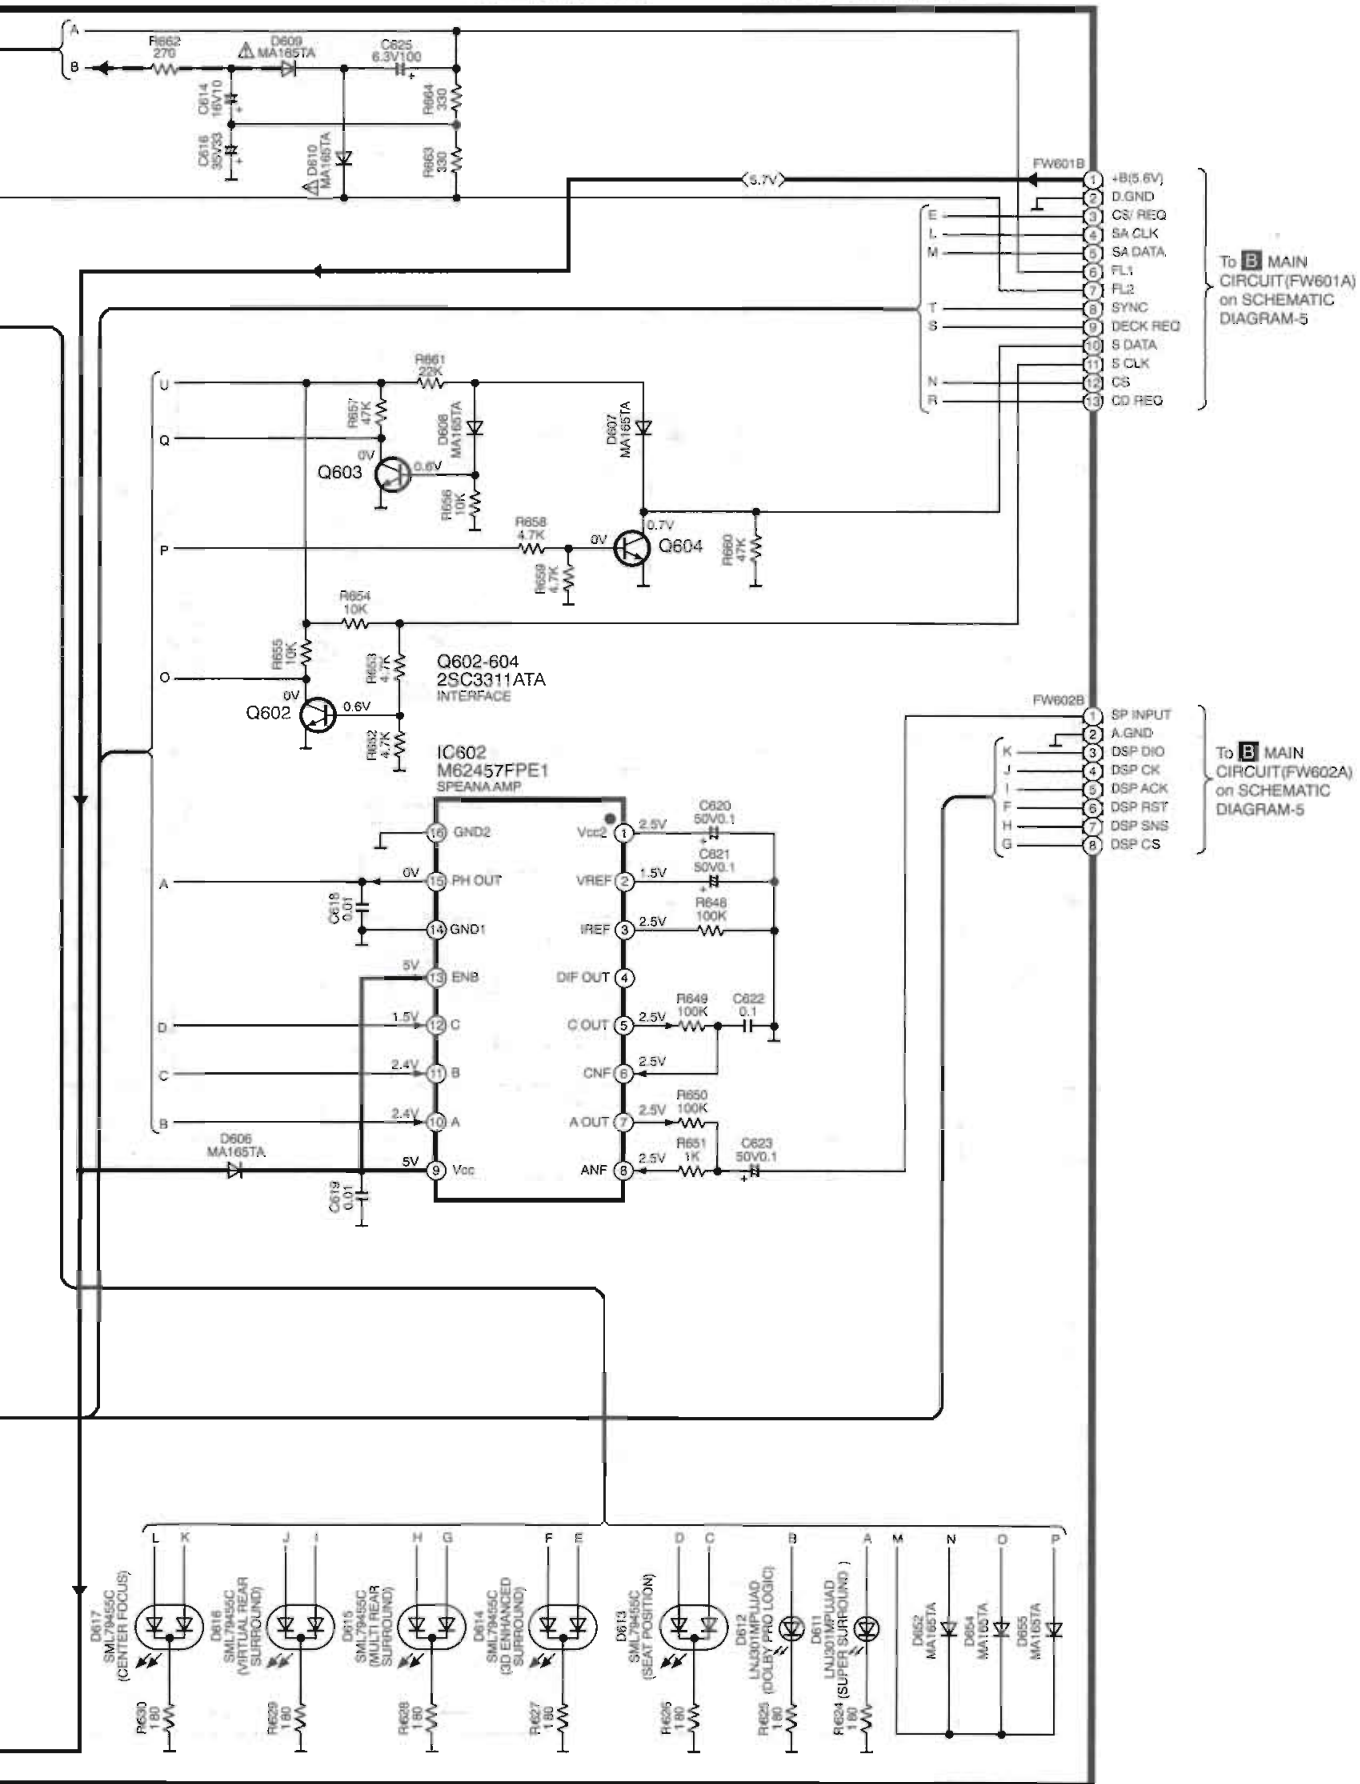 A
B
R662
270
D609
MA165TA
C625
6.3V100
C614
16V10
C616
35V33
D610
MA165TA
R664
330
R663
330
5.7V
FW601B
1 +B(5.6V)
2 D.GND
E 3 CS/ REQ
L 4 SA CLK
M 5 SA DATA
6 FL1
7 FL2
T 8 SYNC
S 9 DECK REQ
10 S DATA
11 S CLK
N 12 CS
R 13 CD REQ
To B MAIN
CIRCUIT(FW601A)
on SCHEMATIC
DIAGRAM-5
U
Q
P
O
R661
22K
R657
47K
D608
MA165TA
D607
MA165TA
0V
0.6V
Q603
R656
10K
R658
4.7K
0V
0.7V
Q604
R659
4.7K
R660
47K
R654
10K
R655
10K
R653
4.7K
0V
0.6V
Q602
R652
4.7K
Q602-604
2SC3311ATA
INTERFACE
FW602B
1 SP INPUT
2 A.GND
K 3 DSP DIO
J 4 DSP CK
I 5 DSP ACK
F 6 DSP RST
H 7 DSP SNS
G 8 DSP CS
To B MAIN
CIRCUIT(FW602A)
on SCHEMATIC
DIAGRAM-5
IC602
M62457FPE1
SPEANA AMP
16 GND2
Vcc2 1 2.5V
C620
50V0.1
A
0V 15 PH OUT
VREF 2 1.5V
C621
50V0.1
C618
0.01
14 GND1
IREF 3 2.5V
R648
100K
5V 13 ENB
DIF OUT 4
D
1.5V 12 C
C OUT 5 2.5V
R649
100K
C622
0.1
C
2.4V 11 B
CNF 6 2.5V
B
2.4V 10 A
A OUT 7 2.5V
R650
100K
D606
MA165TA
5V 9 Vcc
ANF 8 2.5V
R651
1K
C623
50V0.1
C619
0.01
L K J I H G F E D C B A M N O P
D617
SML79455C
(CENTER FOCUS)
D616
SML79455C
(VIRTUAL REAR
SURROUND)
D615
SML79455C
(MULTI REAR
SURROUND)
D614
SML79455C
(3D ENHANCED
SURROUND)
D613
SML79455C
(SEAT POSITION)
D612
LNJ301MPUJAD
(DOLBY PRO LOGIC)
D611
LNJ301MPUJAD
(SUPER SURROUND )
D652
MA165TA
D654
MA165TA
D655
MA165TA
R630
180
R629
180
R628
180
R627
180
R626
180
R625
180
R624
180